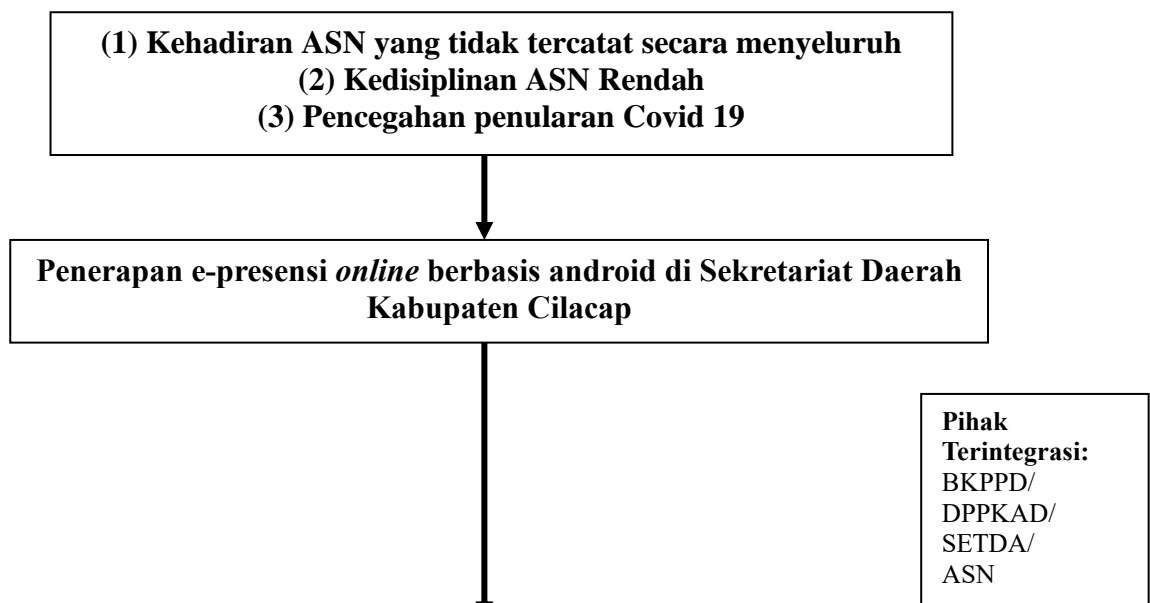 (1) Kehadiran ASN yang tidak tercatat secara menyeluruh
(2) Kedisiplinan ASN Rendah
(3) Pencegahan penularan Covid 19
Penerapan e-presensi online berbasis android di Sekretariat Daerah
Kabupaten Cilacap
Pihak
Terintegrasi:
BKPPD/
DPPKAD/
SETDA/
ASN